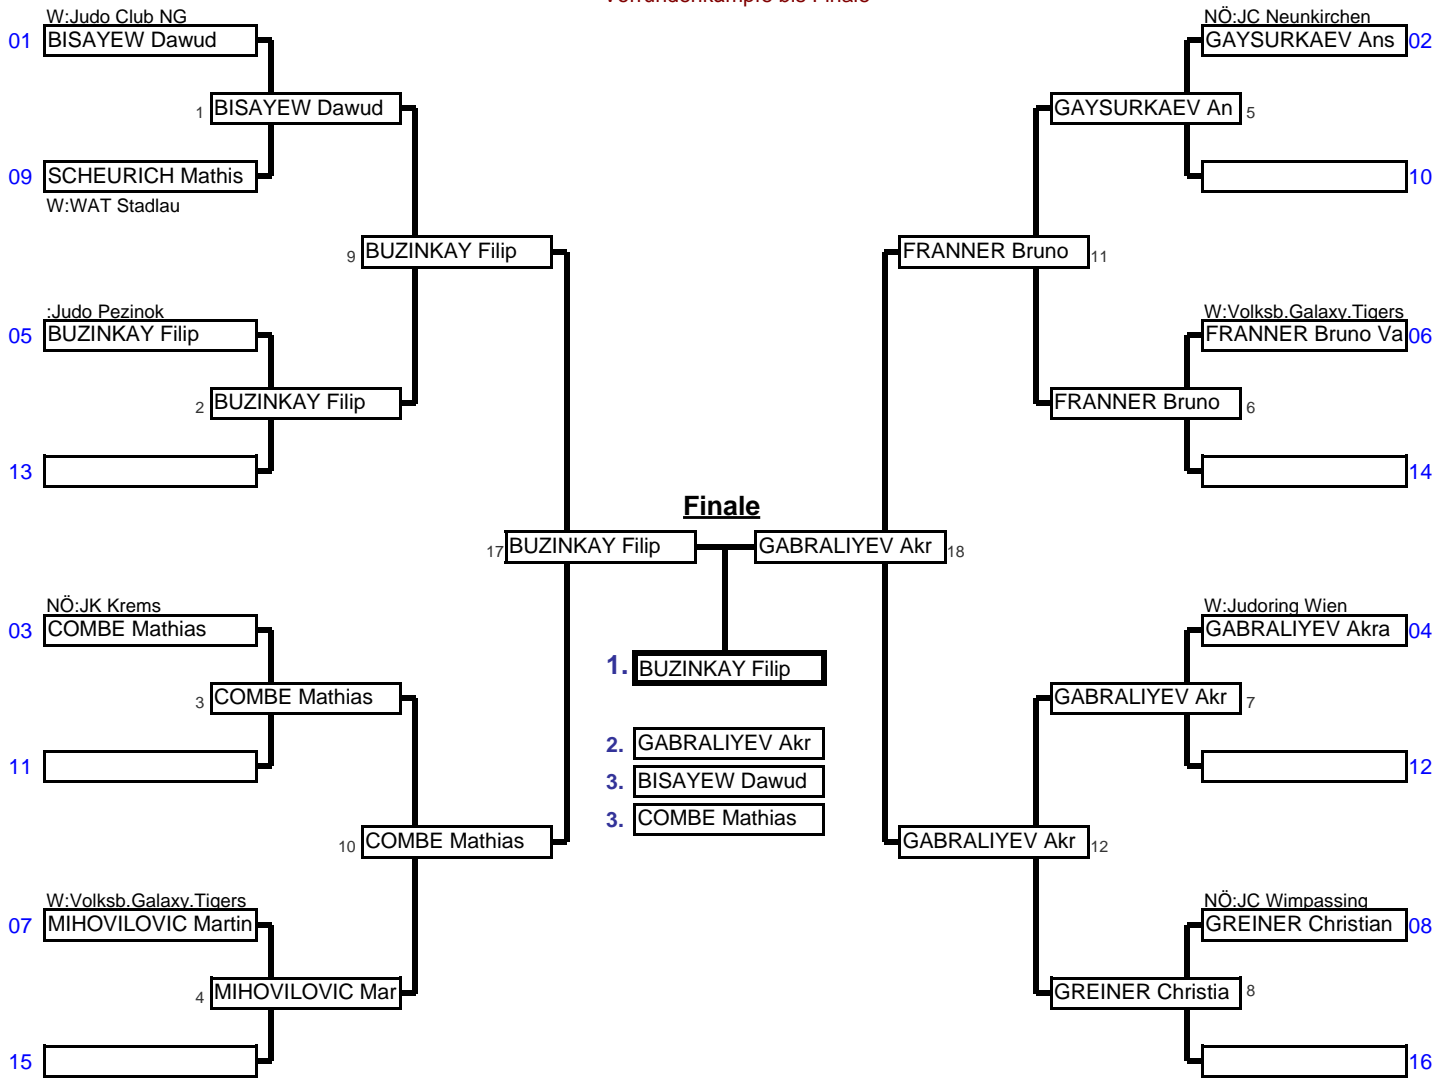 Vorrundenkämpfe bis Finale
W:Judo Club NG
01 BISAYEW Dawud
1 BISAYEW Dawud
09 SCHEURICH Mathis
W:WAT Stadlau
9 BUZINKAY Filip
:Judo Pezinok
05 BUZINKAY Filip
2 BUZINKAY Filip
13
17 BUZINKAY Filip
NÖ:JK Krems
03 COMBE Mathias
3 COMBE Mathias
11
10 COMBE Mathias
W:Volksb.Galaxy.Tigers
07 MIHOVILOVIC Martin
4 MIHOVILOVIC Mar
15
Finale
1. BUZINKAY Filip
2. GABRALIYEV Akr
3. BISAYEW Dawud
3. COMBE Mathias
NÖ:JC Neunkirchen
GAYSURKAEV Ans 02
GAYSURKAEV An 5
10
FRANNER Bruno 11
W:Volksb.Galaxy.Tigers
FRANNER Bruno Va 06
FRANNER Bruno 6
14
GABRALIYEV Akr 18
W:Judoring Wien
GABRALIYEV Akra 04
GABRALIYEV Akr 7
12
GABRALIYEV Akr 12
NÖ:JC Wimpassing
GREINER Christian 08
GREINER Christia 8
16